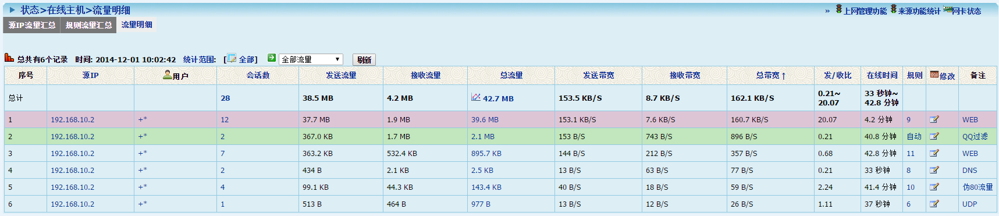 状态>在线主机>流量明细
» 上网管理功能 来源功能统计 网卡状态
源IP流量汇总 规则流量汇总 流量明细
总共有6个记录 时间: 2014-12-01 10:02:42 统计范围: [全部] 全部流量 刷新
序号 源IP 用户 会话数 发送流量 接收流量 总流量 发送带宽 接收带宽 总带宽↑ 发/收比 在线时间 规则 修改 备注
总计 28 38.5 MB 4.2 MB 42.7 MB 153.5 KB/S 8.7 KB/S 162.1 KB/S 0.21~ 33 秒钟~
20.07 42.8 分钟
1 192.168.10.2 +* 12 37.7 MB 1.9 MB 39.6 MB 153.1 KB/S 7.6 KB/S 160.7 KB/S 20.07 4.2 分钟 9 WEB
2 192.168.10.2 +* 2 367.0 KB 1.7 MB 2.1 MB 153 B/S 743 B/S 896 B/S 0.21 40.8 分钟 自动 QQ过滤
3 192.168.10.2 +* 7 363.2 KB 532.4 KB 895.7 KB 144 B/S 212 B/S 357 B/S 0.68 42.8 分钟 11 WEB
4 192.168.10.2 +* 2 434 B 2.1 KB 2.5 KB 13 B/S 63 B/S 77 B/S 0.21 33 秒钟 8 DNS
5 192.168.10.2 +* 4 99.1 KB 44.3 KB 143.4 KB 40 B/S 18 B/S 59 B/S 2.24 41.4 分钟 10 伪80流量
6 192.168.10.2 +* 1 513 B 464 B 977 B 13 B/S 12 B/S 26 B/S 1.11 37 秒钟 6 UDP